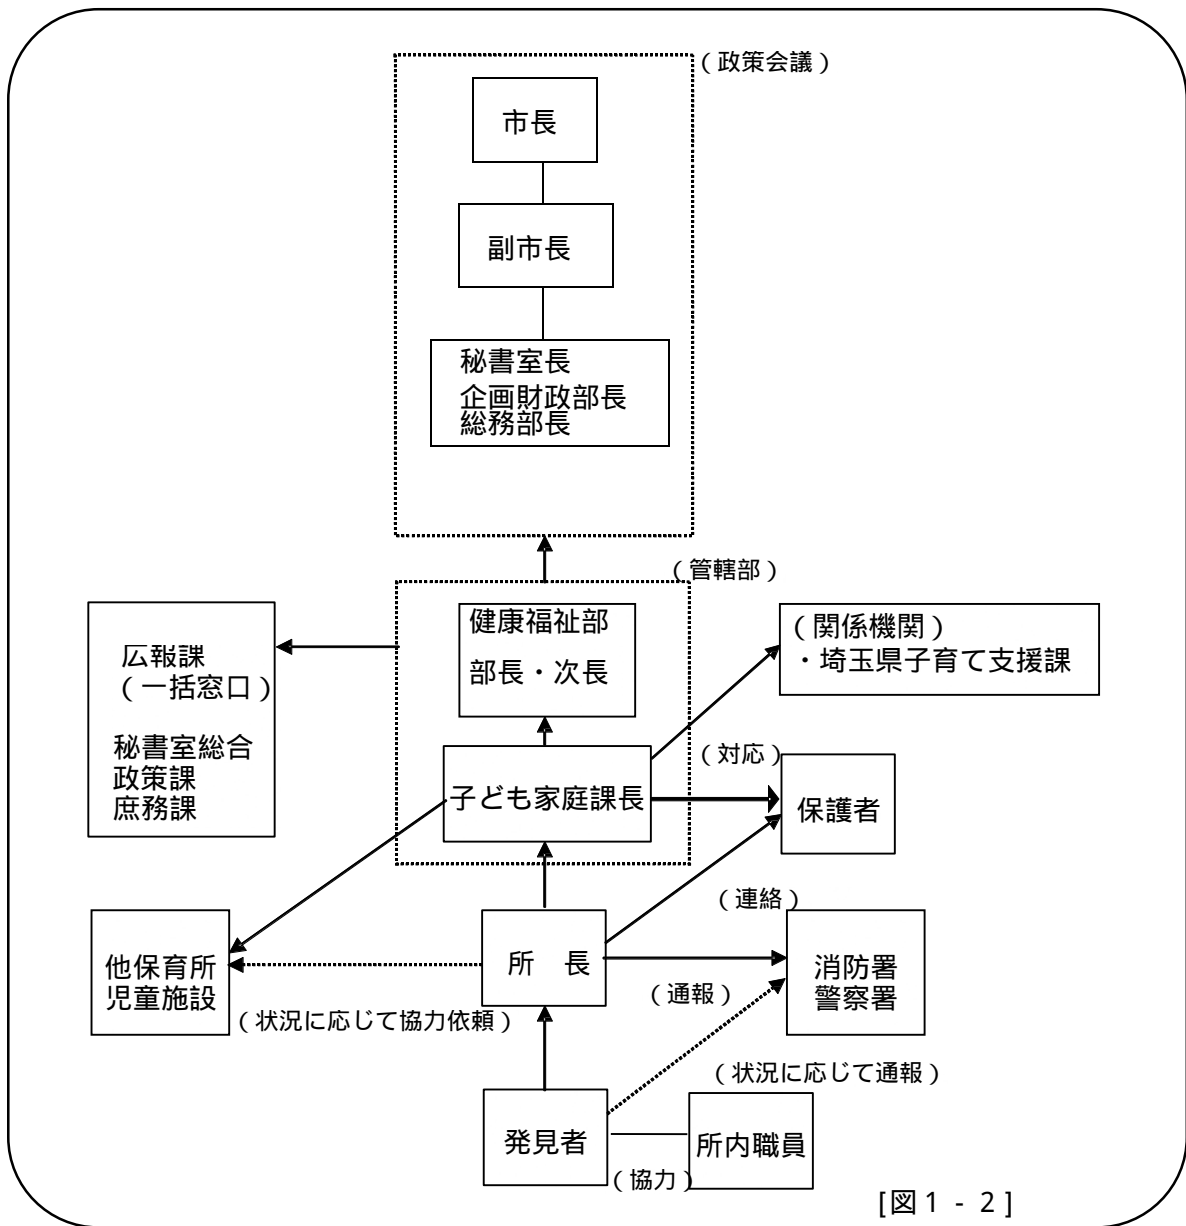 （政策会議）
市長
副市長
秘書室長
企画財政部長
総務部長
（管轄部）
健康福祉部
部長・次長
広報課
（一括窓口）
秘書室総合
政策課
庶務課
（関係機関）
・埼玉県子育て支援課
（対応）
子ども家庭課長
保護者
（連絡）
他保育所
児童施設
所　長
消防署
警察署
（通報）
（状況に応じて協力依頼）
（状況に応じて通報）
発見者
所内職員
（協力）
[図１-２]